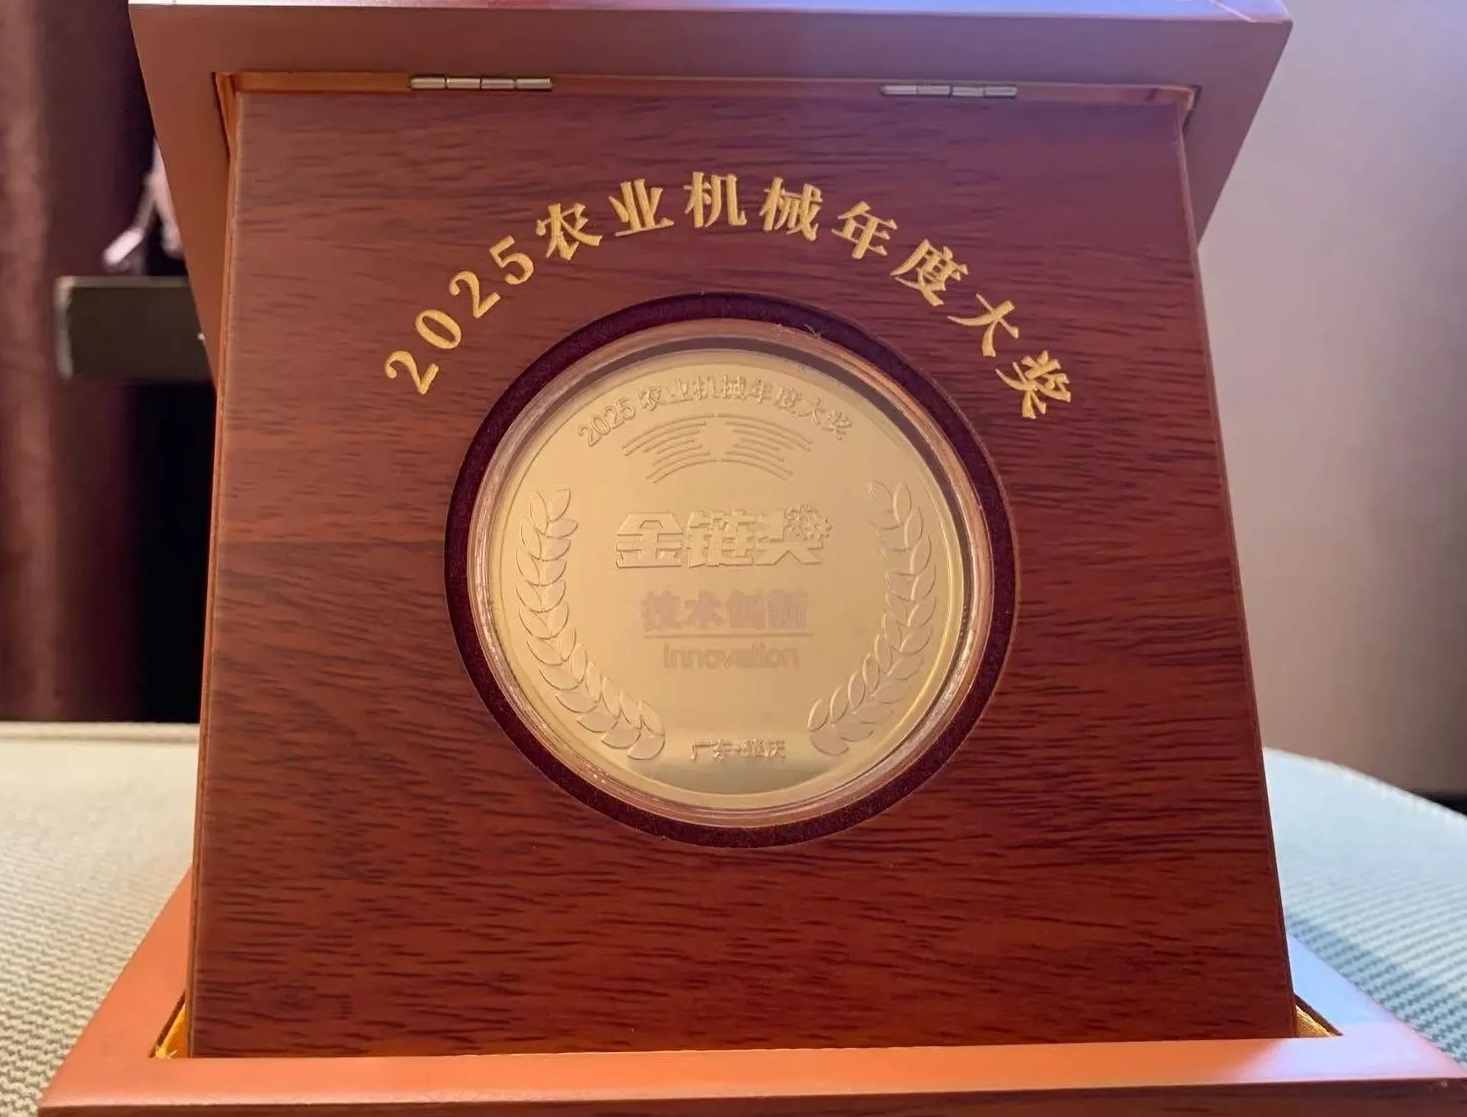 2025农业机械年度大奖
2025农业机械年度大奖
金链奖
技术创新
Innovation
广东·肇庆